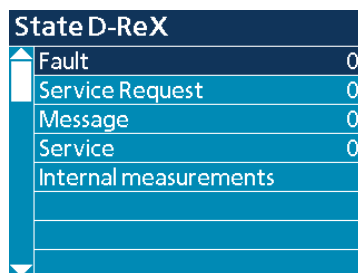 State D-ReX
Fault 0
Service Request 0
Message 0
Service 0
Internal measurements